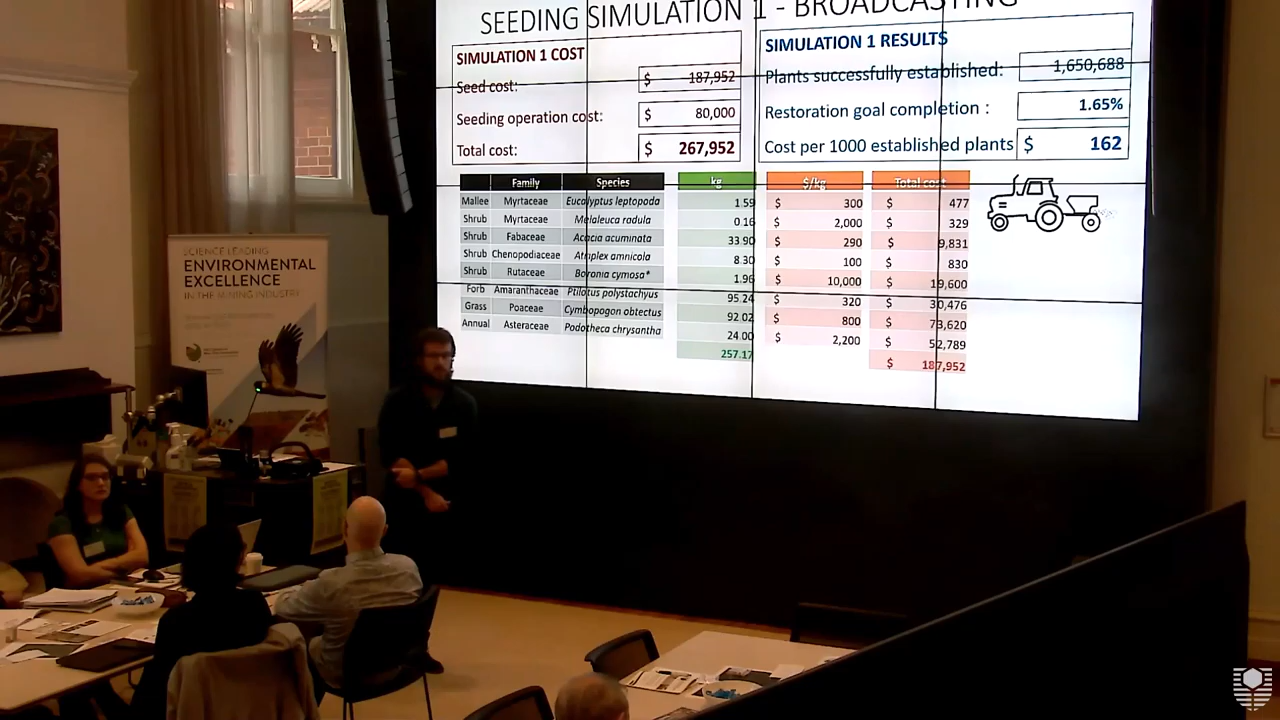 SEEDING SIMULATION 1 - BROADCASTING
SIMULATION 1 COST
Seed cost: $ 187,952
Seeding operation cost: $ 80,000
Total cost: $ 267,952
SIMULATION 1 RESULTS
Plants successfully established: 1,650,688
Restoration goal completion : 1.65%
Cost per 1000 established plants $ 162
Family Species kg $/kg Total cost
Mallee Myrtaceae Eucalyptus leptopoda 1.59 $ 300 $ 477
Shrub Myrtaceae Melaleuca radula 0.16 $ 2,000 $ 329
Shrub Fabaceae Acacia acuminata 33.90 $ 290 $ 9,831
Shrub Chenopodiaceae Atriplex amnicola 8.30 $ 100 $ 830
Shrub Rutaceae Boronia cymosa* 1.96 $ 10,000 $ 19,600
Forb Amaranthaceae Ptilotus polystachyus 95.24 $ 320 $ 30,476
Grass Poaceae Cymbopogon obtectus 92.02 $ 800 $ 73,620
Annual Asteraceae Podotheca chrysantha 24.00 $ 2,200 $ 52,789
257.17 $ 187,952
SCIENCE LEADING
ENVIRONMENTAL
EXCELLENCE
IN THE MINING INDUSTRY